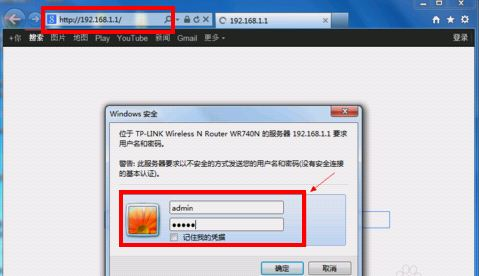 http://192.168.1.1/
192.168.1.1
+你 搜索 图片 地图 Play YouTube 新闻 Gmail 更多 登录
Windows 安全
位于 TP-LINK Wireless N Router WR740N 的服务器 192.168.1.1 要求
用户名和密码。
警告: 此服务器要求以不安全的方式发送您的用户名和密码(没有安全连接
的基本认证)。
admin
●●●●●
记住我的凭据
确定 取消